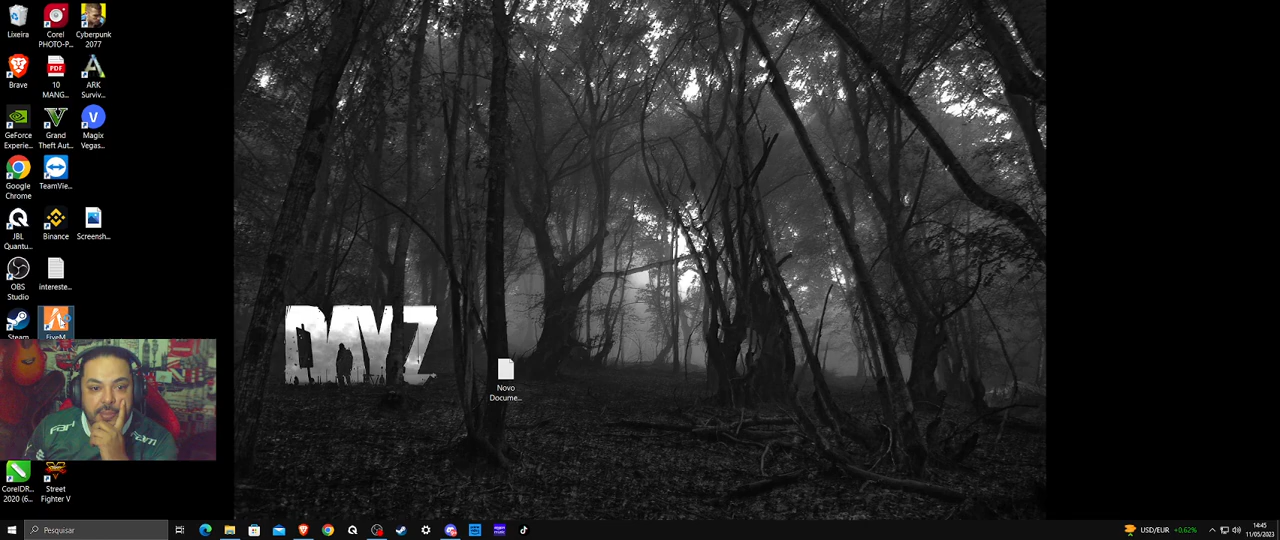 Lixeira
Corel
PHOTO-P...
Cyberpunk
2077
Brave
PDF
10
MANG...
ARK
Surviv...
GeForce
Experie...
Grand
Theft Aut...
V
Magix
Vegas...
Google
Chrome
TeamVie...
JBL
Quantu...
Binance
Screensh...
OBS
Studio
intereste...
Steam
FiveM
DAYZ
Novo
Docume...
CorelDR...
2020 (6...
Street
Fighter V
Pesquisar
USD/EUR
+0.62%
14:45
11/05/2023